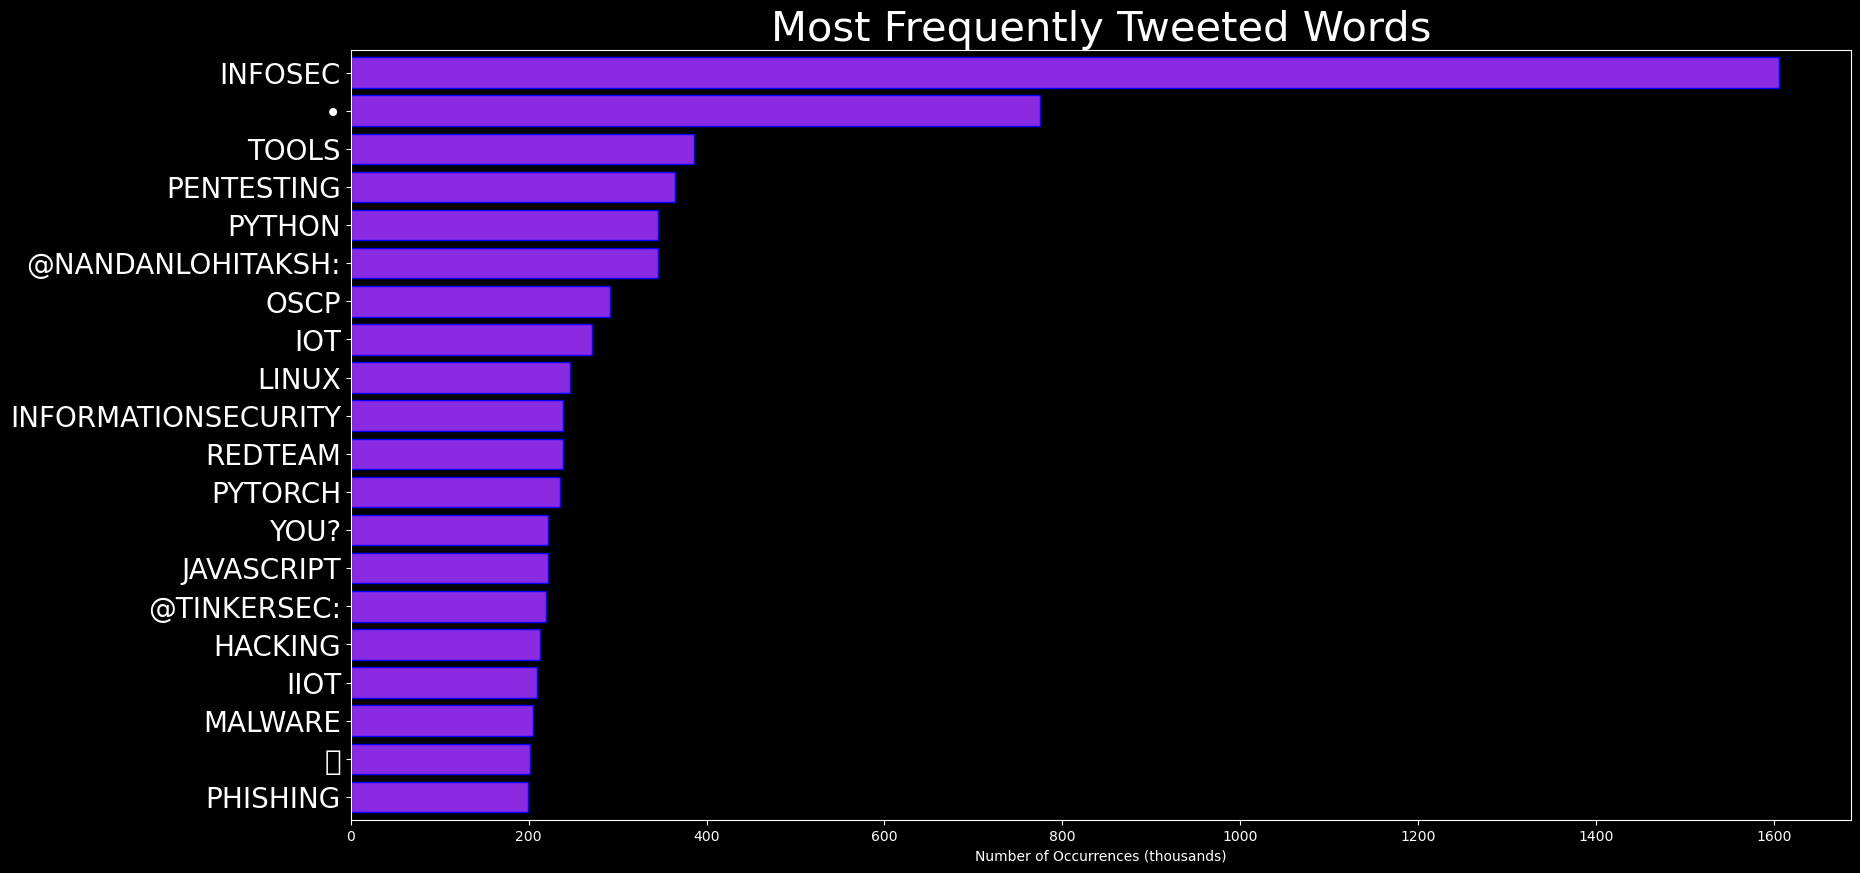 Most Frequently Tweeted Words
INFOSEC
•
TOOLS
PENTESTING
PYTHON
@NANDANLOHITAKSH:
OSCP
IOT
LINUX
INFORMATIONSECURITY
REDTEAM
PYTORCH
YOU?
JAVASCRIPT
@TINKERSEC:
HACKING
IIOT
MALWARE
PHISHING
0 200 400 600 800 1000 1200 1400 1600
Number of Occurrences (thousands)